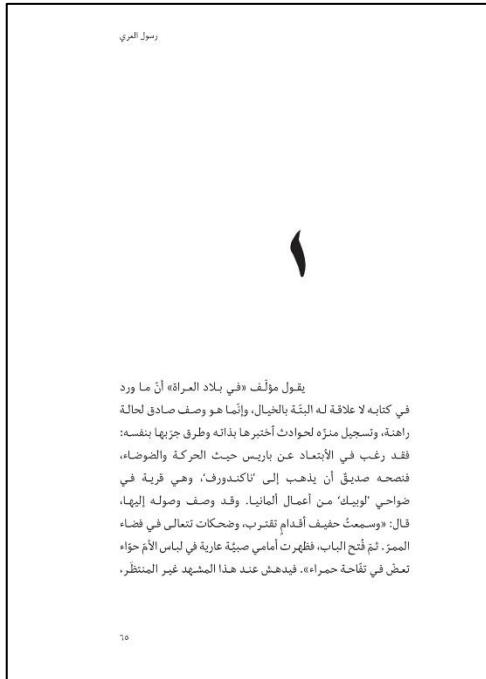 رسول العري
١
يقول مؤلّف «في بلاد العراة» أنّ ما ورد
في كتابه لا علاقة له البتّة بالخيال، وإنّما هو وصف صادق لحالة
راهنة، وتسجيل منزّه لحوادث أختبرها بذاته وطرق جرّبها بنفسه:
فقد رغب في الأبتعاد عن باريس حيث الحركة والضوضاء،
فنصحه صديقٌ أن يذهب إلى ‘ناكندورف’، وهي قرية في
ضواحي ‘لوبيك’ من أعمال ألمانيا. وقد وصف وصوله إليها،
قال: «وسمعتُ حفيف أقدامٍ تقترب، وضحكات تتعالى في فضاء
الممرّ. ثمّ فُتح الباب، فظهرت أمامي صبيّة عارية في لباس الأمّ حوّاء
تعضّ في تفّاحة حمراء». فيدهش عند هذا المشهد غير المنتظَر،
٦٥